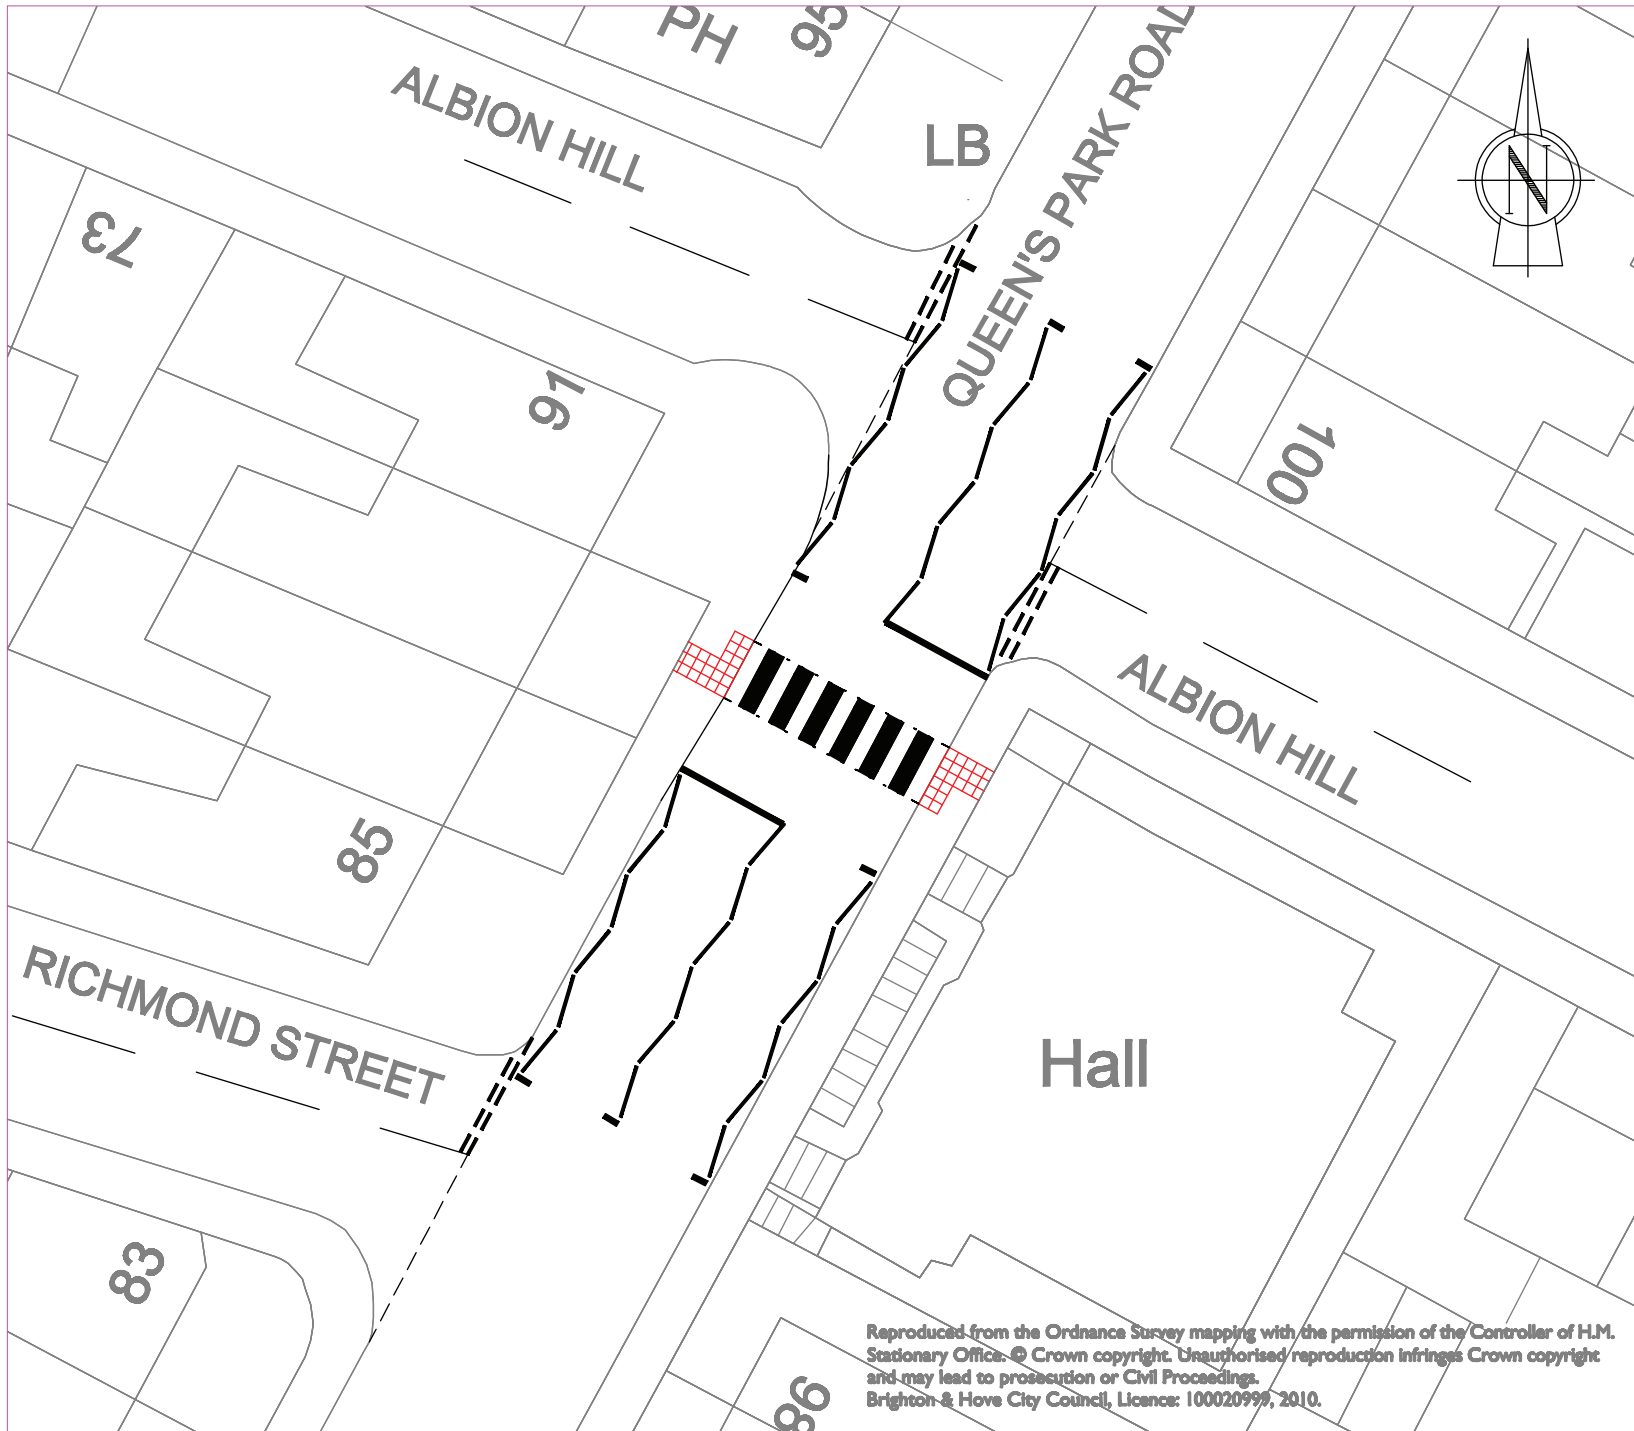 PH
95
ALBION HILL
LB
QUEEN'S PARK ROAD
N
73
91
100
ALBION HILL
85
RICHMOND STREET
Hall
83
86
Reproduced from the Ordnance Survey mapping with the permission of the Controller of H.M.
Stationary Office. © Crown copyright. Unauthorised reproduction infringes Crown copyright
and may lead to prosecution or Civil Proceedings.
Brighton & Hove City Council, Licence: 100020999, 2010.